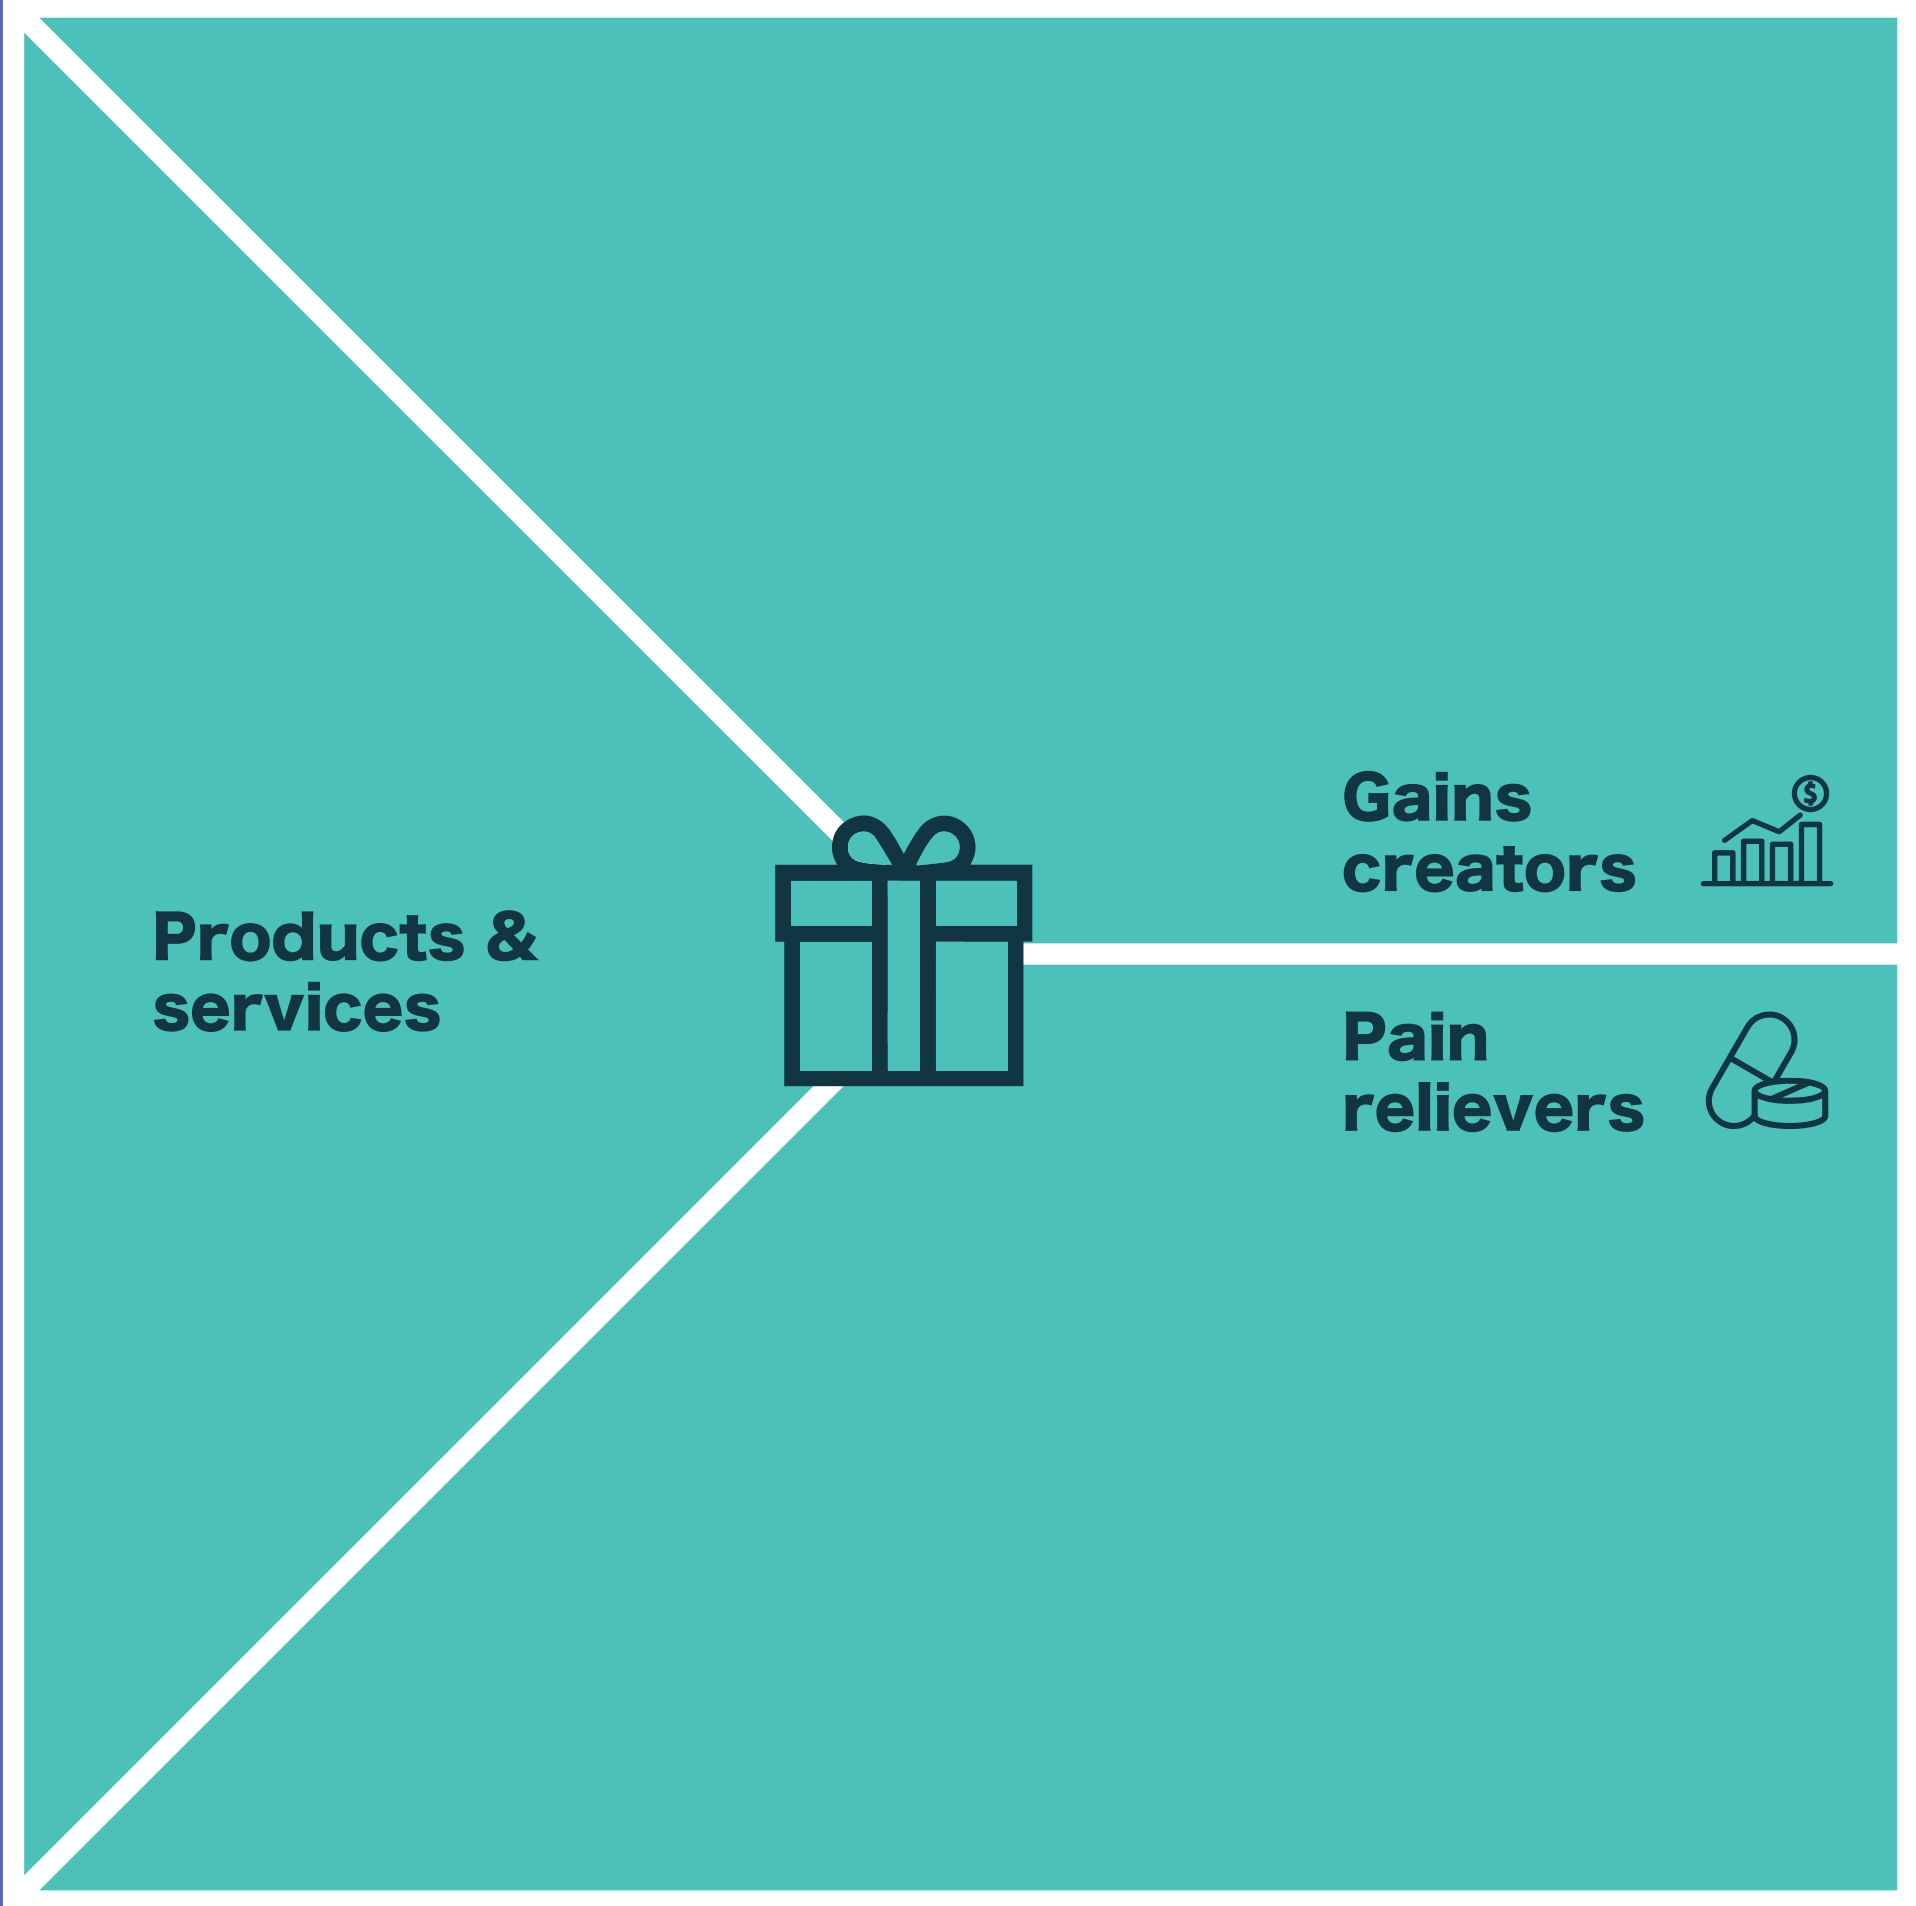 Gains
creators
Products &
services
Pain
relievers
$